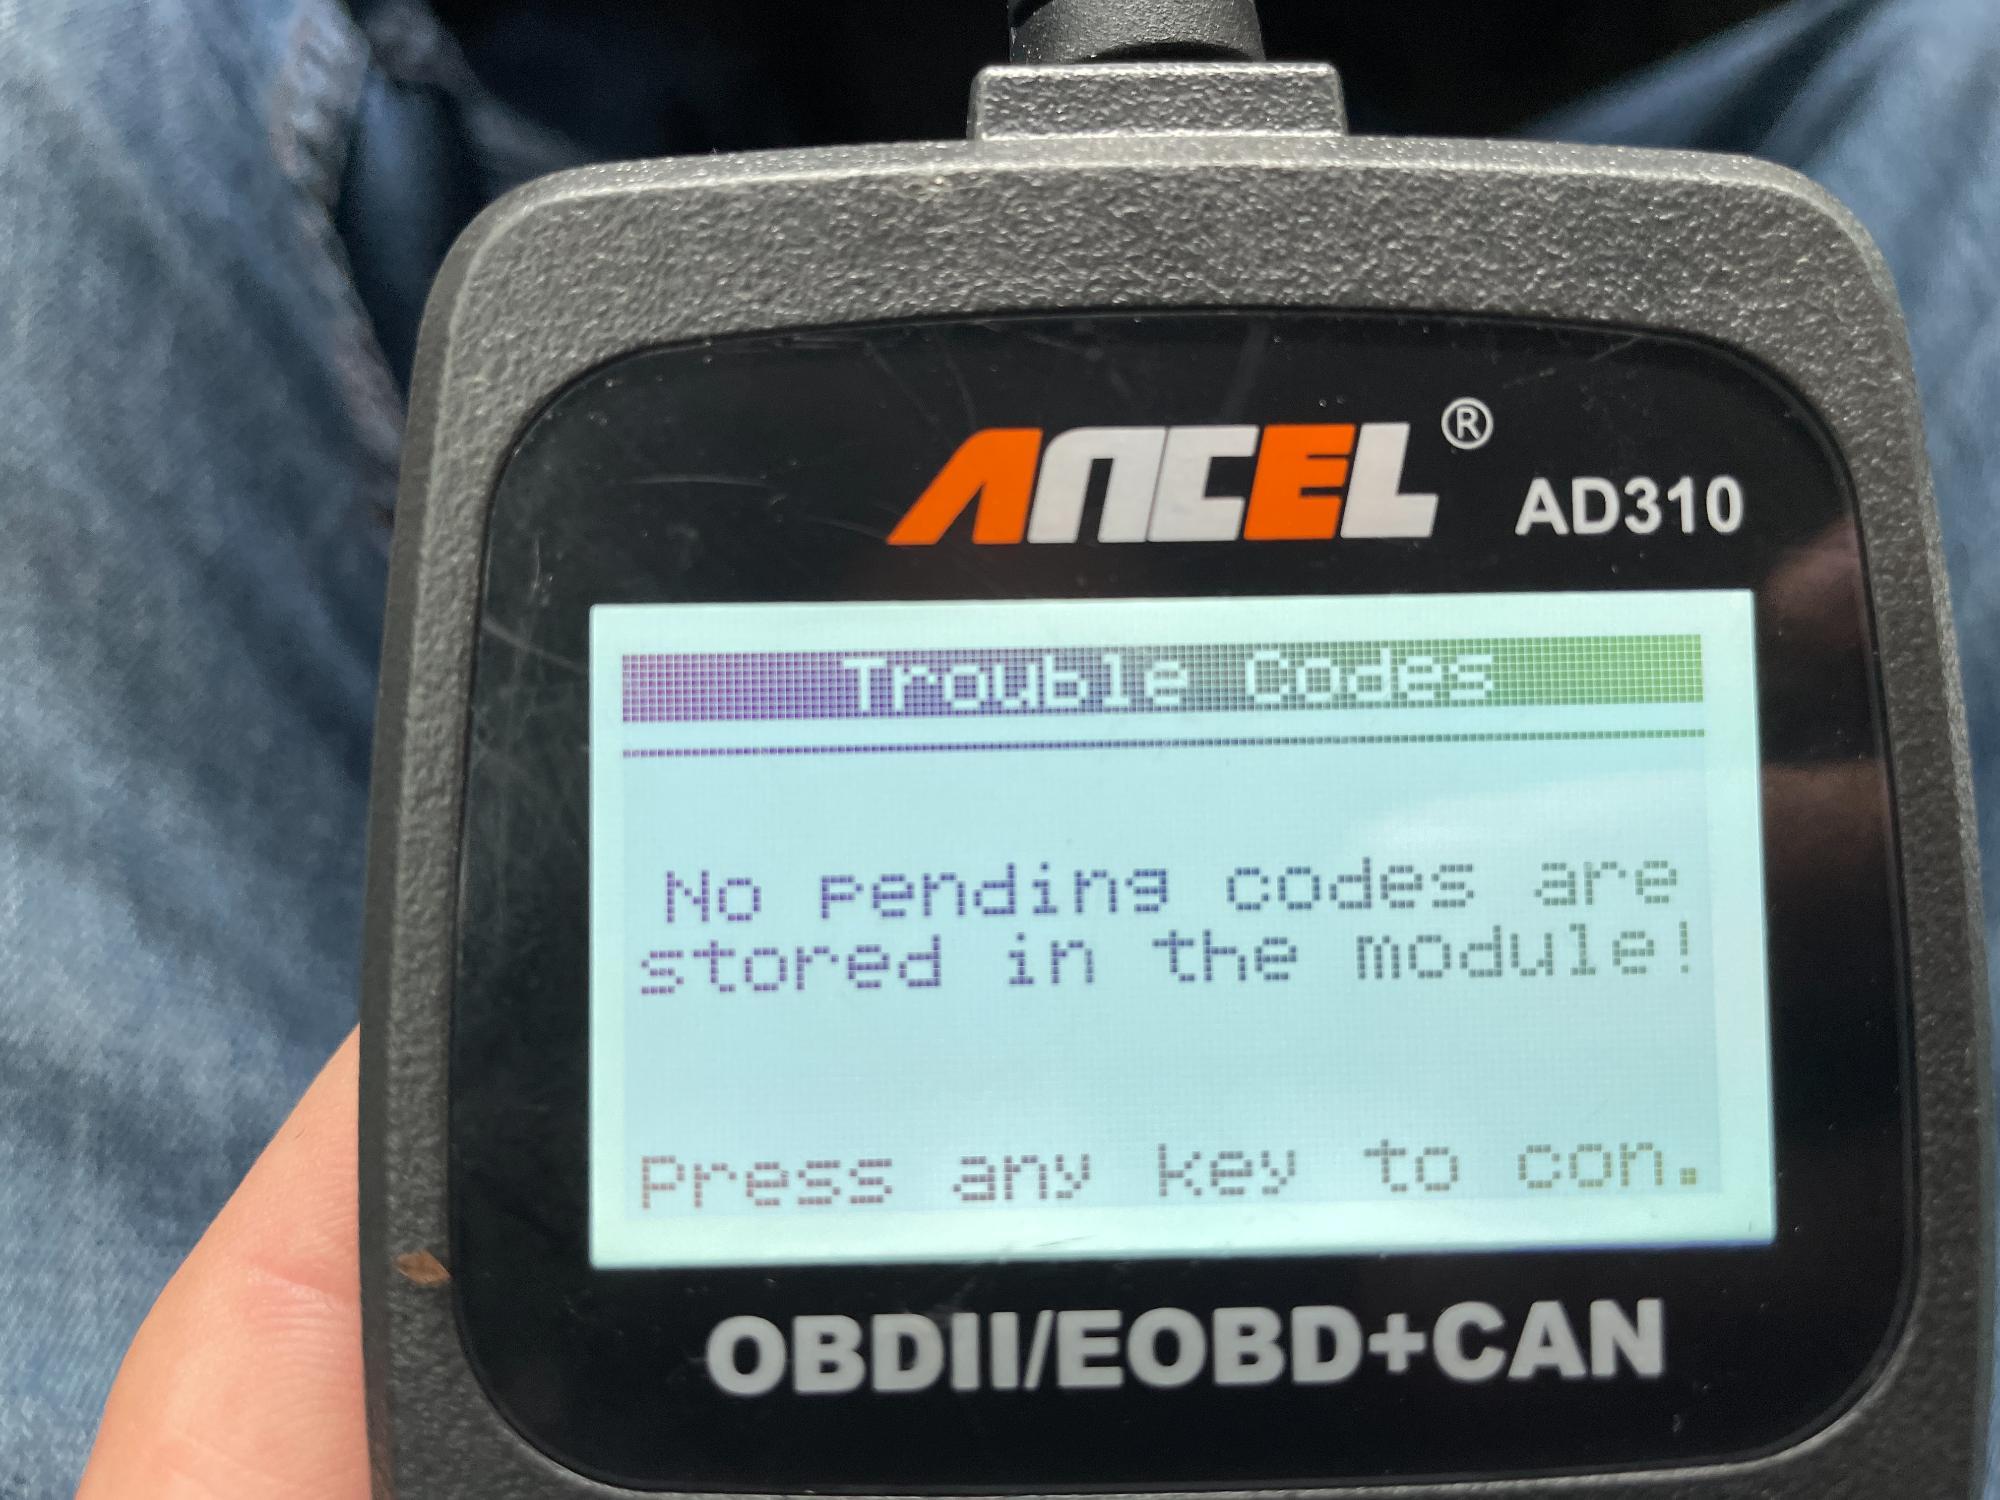 ANCEL® AD310
Trouble Codes
No pending codes are
stored in the module!
Press any key to con.
OBDII/EOBD+CAN